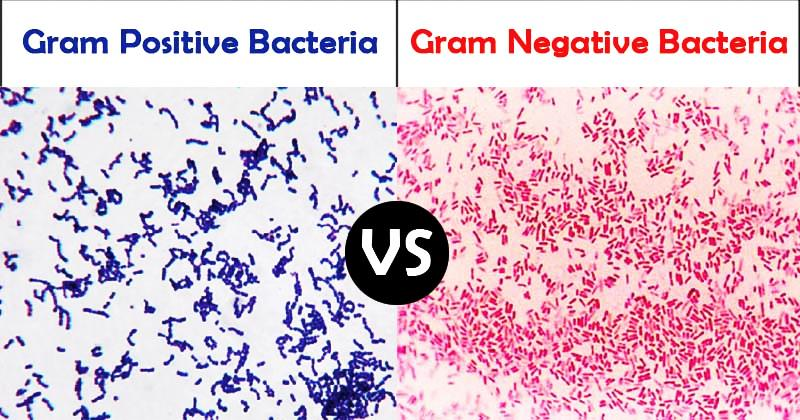 Gram Positive Bacteria
Gram Negative Bacteria
VS